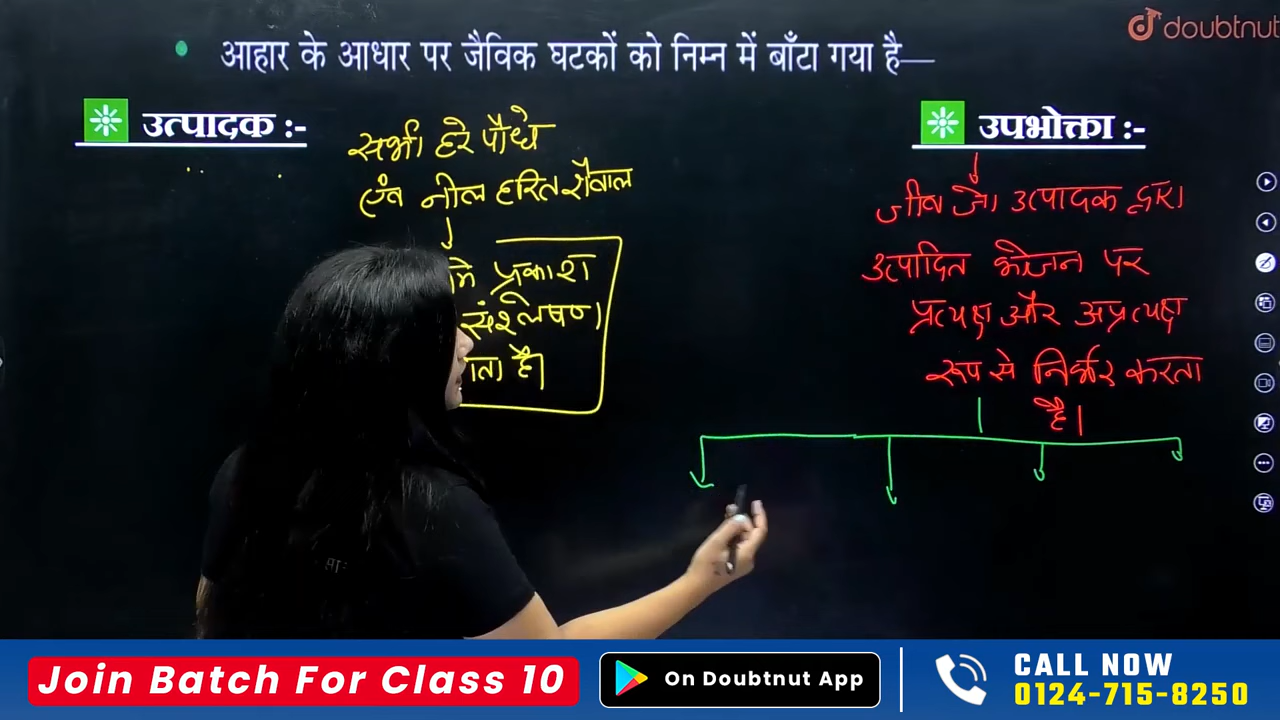 doubtnut
आहार के आधार पर जैविक घटकों को निम्न में बाँटा गया है—
उत्पादक :-
सभी हरे पौधे
एंव नील हरित शैवाल
प्रकाश
संश्लेषण
है।
उपभोक्ता :-
जीव जो उत्पादक द्वारा
उत्पादित भोजन पर
प्रत्यक्ष और अप्रत्यक्ष
रूप से निर्भर करता
है।
Join Batch For Class 10
On Doubtnut App
CALL NOW
0124-715-8250